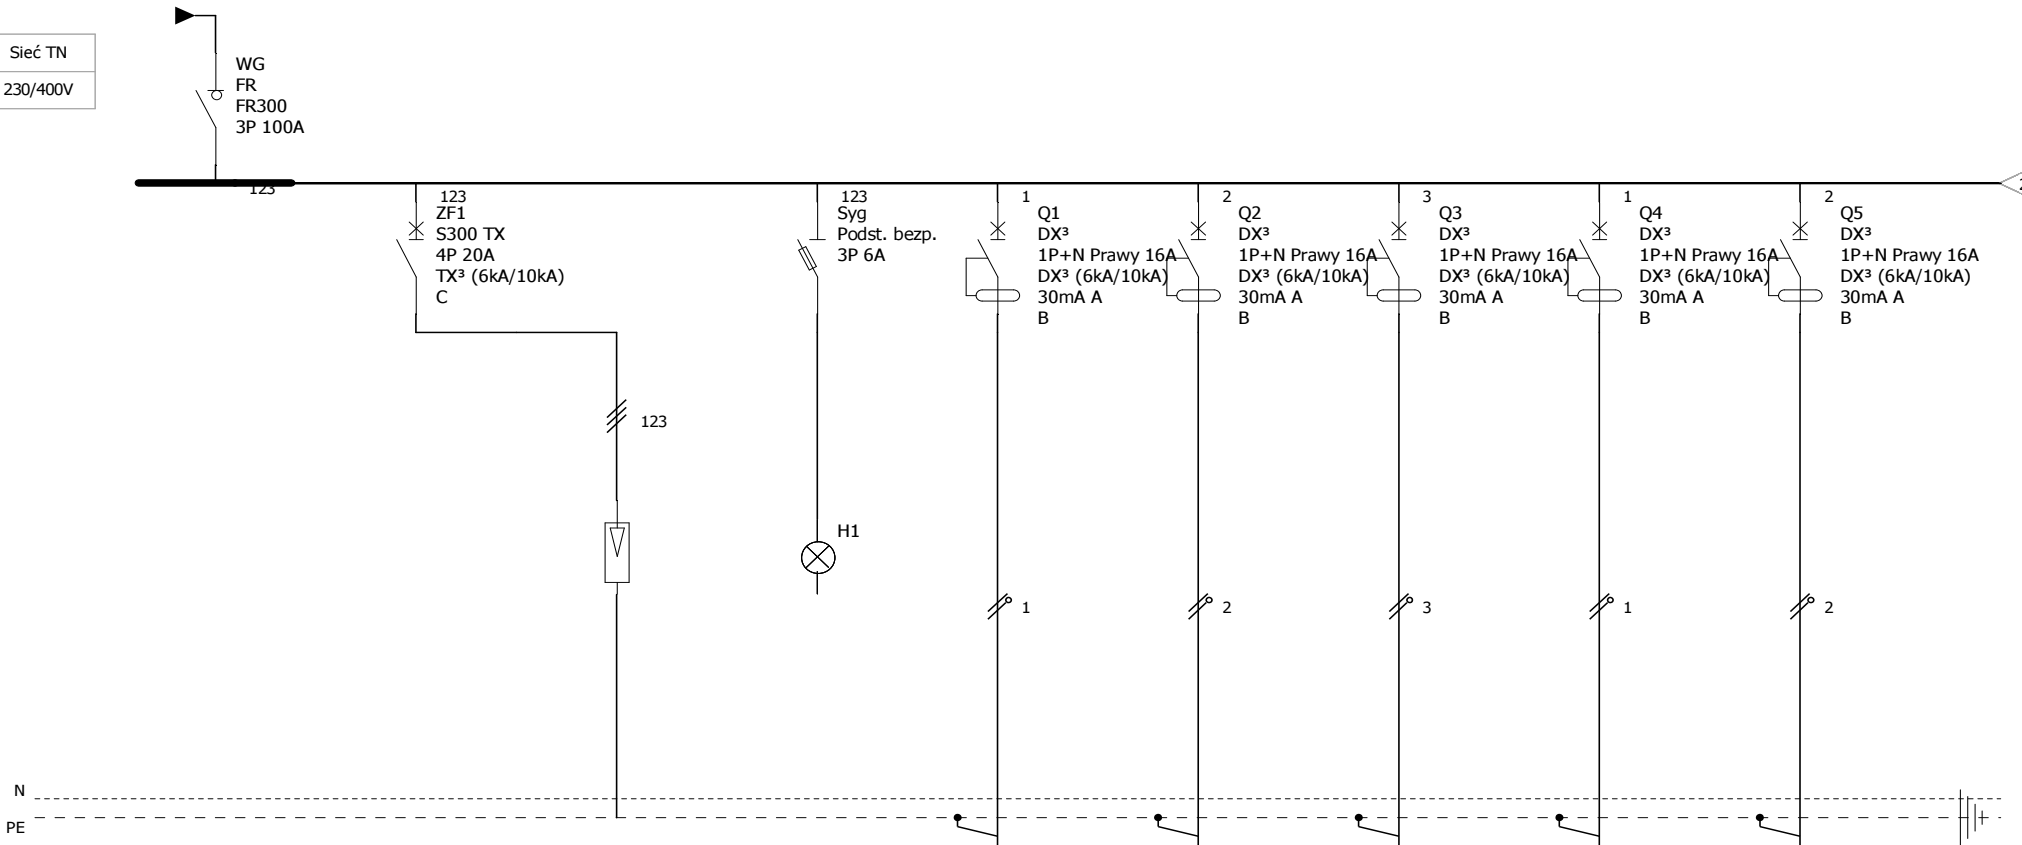 Sieć TN
230/400V
WG
FR
FR300
3P 100A
123
123
ZF1
S300 TX
4P 20A
TX³ (6kA/10kA)
C
123
123
Syg
Podst. bezp.
3P 6A
H1
1
Q1
DX³
1P+N Prawy 16A
DX³ (6kA/10kA)
30mA A
B
1
2
Q2
DX³
1P+N Prawy 16A
DX³ (6kA/10kA)
30mA A
B
2
3
Q3
DX³
1P+N Prawy 16A
DX³ (6kA/10kA)
30mA A
B
3
1
Q4
DX³
1P+N Prawy 16A
DX³ (6kA/10kA)
30mA A
B
1
2
Q5
DX³
1P+N Prawy 16A
DX³ (6kA/10kA)
30mA A
B
2
N
PE